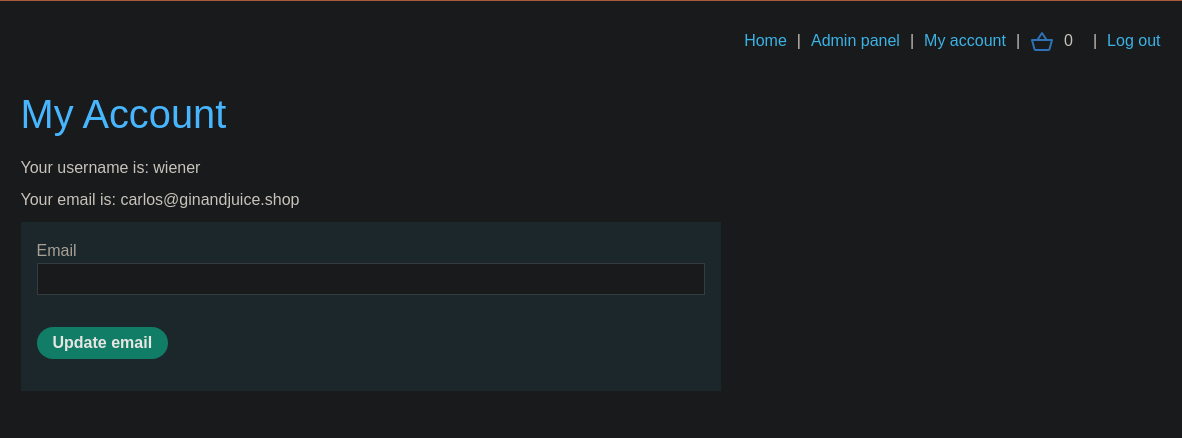 Home | Admin panel | My account | 0 | Log out
My Account
Your username is: wiener
Your email is: carlos@ginandjuice.shop
Email
Update email